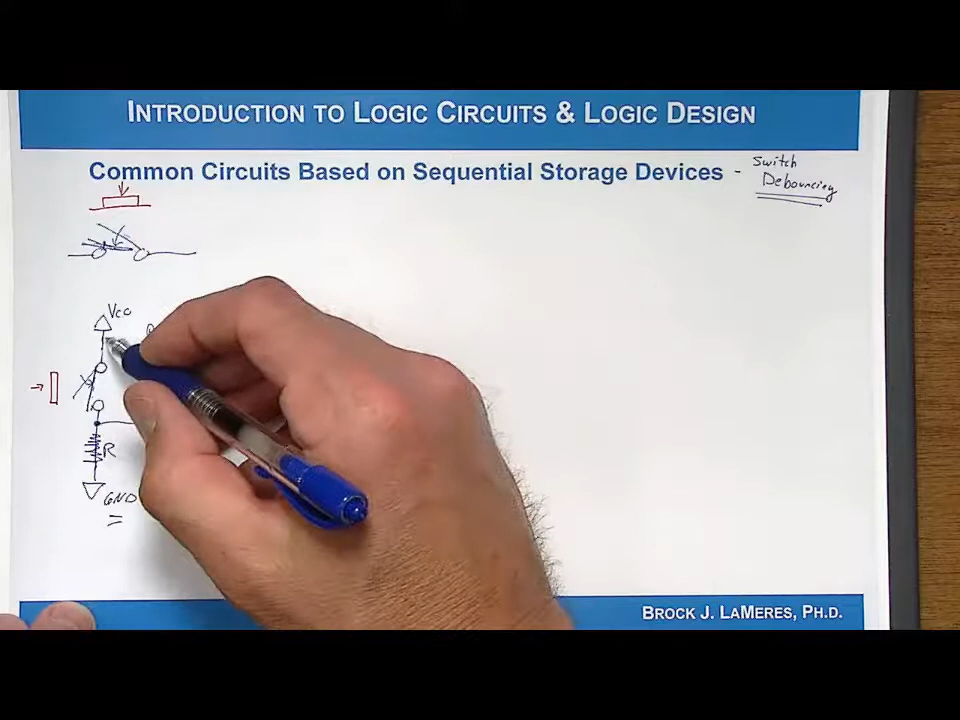 INTRODUCTION TO LOGIC CIRCUITS & LOGIC DESIGN
Common Circuits Based on Sequential Storage Devices - Switch
Debouncing
Vcc
R
GND
BROCK J. LAMERES, PH.D.